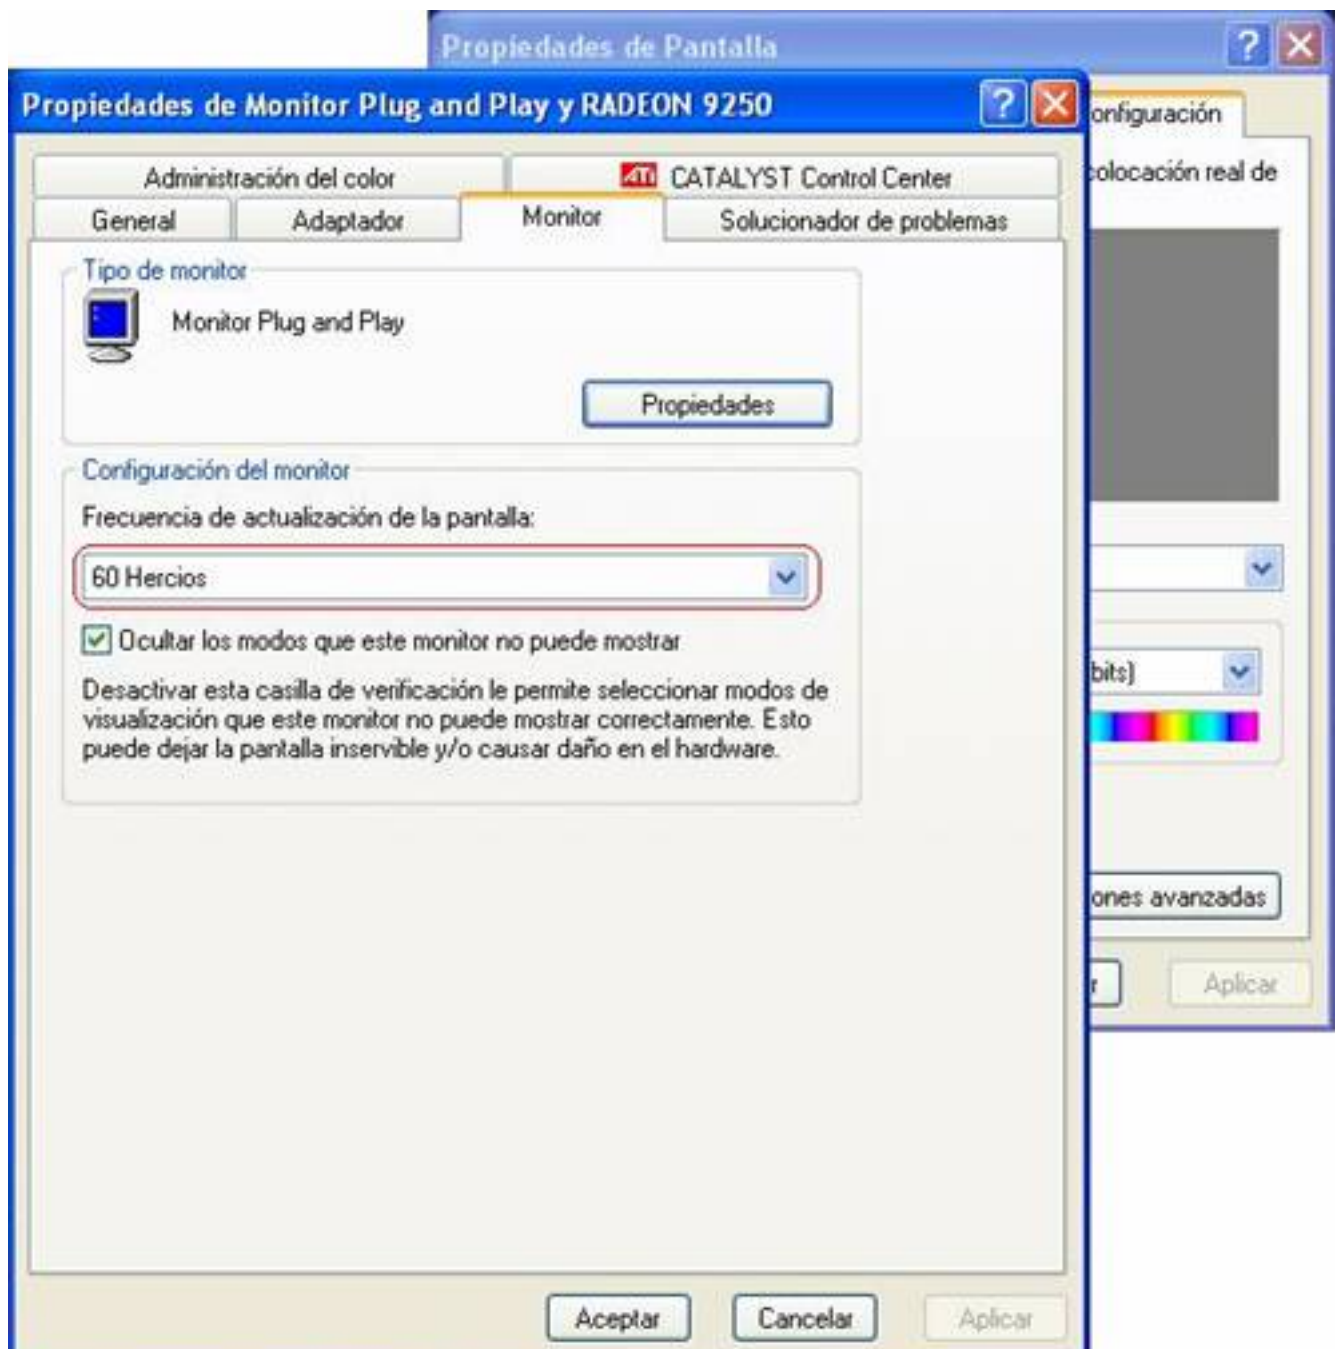 Propiedades de Pantalla
Propiedades de Monitor Plug and Play y RADEON 9250
onfiguración
Administración del color
ATI CATALYST Control Center
colocación real de
General
Adaptador
Monitor
Solucionador de problemas
Tipo de monitor
Monitor Plug and Play
Propiedades
Configuración del monitor
Frecuencia de actualización de la pantalla:
60 Hercios
Ocultar los modos que este monitor no puede mostrar
bits)
Desactivar esta casilla de verificación le permite seleccionar modos de
visualización que este monitor no puede mostrar correctamente. Esto
puede dejar la pantalla inservible y/o causar daño en el hardware.
ones avanzadas
r
Aplicar
Aceptar
Cancelar
Aplicar